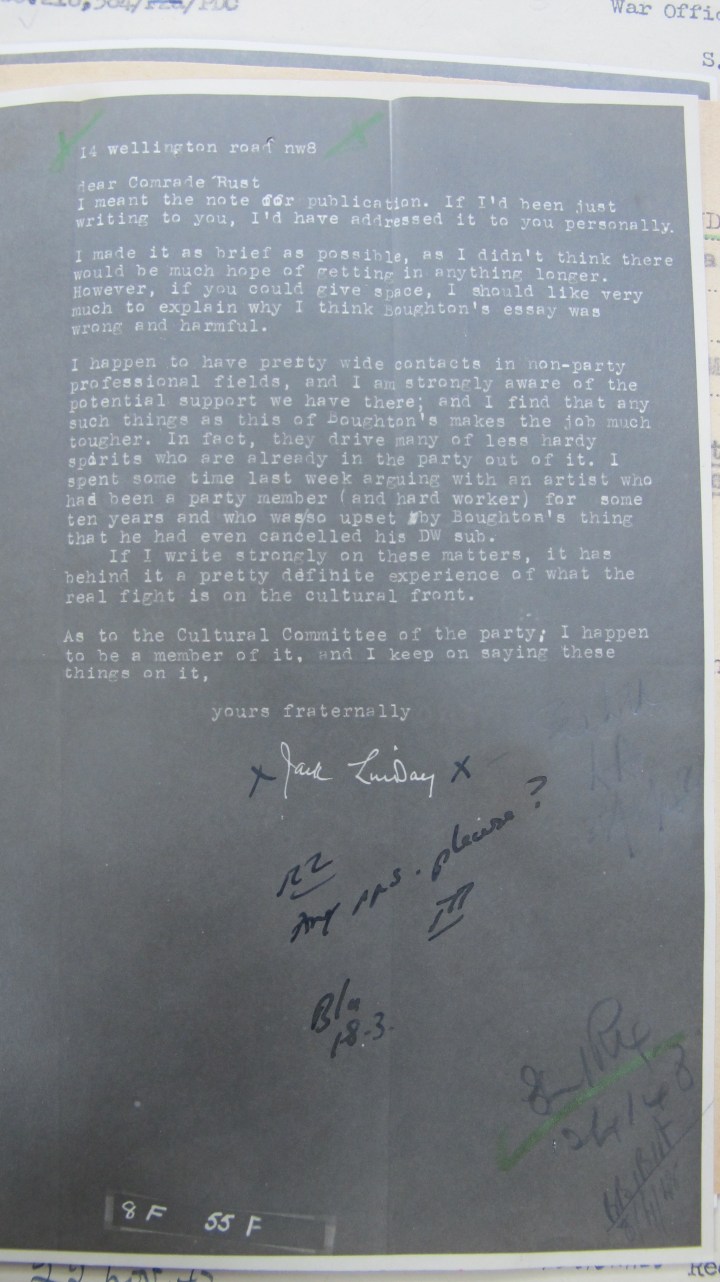 War Offic
S.
14 wellington road nw8
dear Comrade Rust
I meant the note for publication. If I'd been just
writing to you, I'd have addressed it to you personally.
I made it as brief as possible, as I didn't think there
would be much hope of getting in anything longer.
However, if you could give space, I should like very
much to explain why I think Boughton's essay was
wrong and harmful.
I happen to have pretty wide contacts in non-party
professional fields, and I am strongly aware of the
potential support we have there; and I find that any
such things as this of Boughton's makes the job much
tougher. In fact, they drive many of less hardy
spirits who are already in the party out of it. I
spent some time last week arguing with an artist who
had been a party member (and hard worker) for some
ten years and who was/so upset by Boughton's thing
that he had even cancelled his DW sub.
If I write strongly on these matters, it has
behind it a pretty definite experience of what the
real fight is on the cultural front.
As to the Cultural Committee of the party; I happen
to be a member of it, and I keep on saying these
things on it,
yours fraternally
x Jack Lindsay x
R2
Any pps. please?
B/u
18-3.
8F 55F